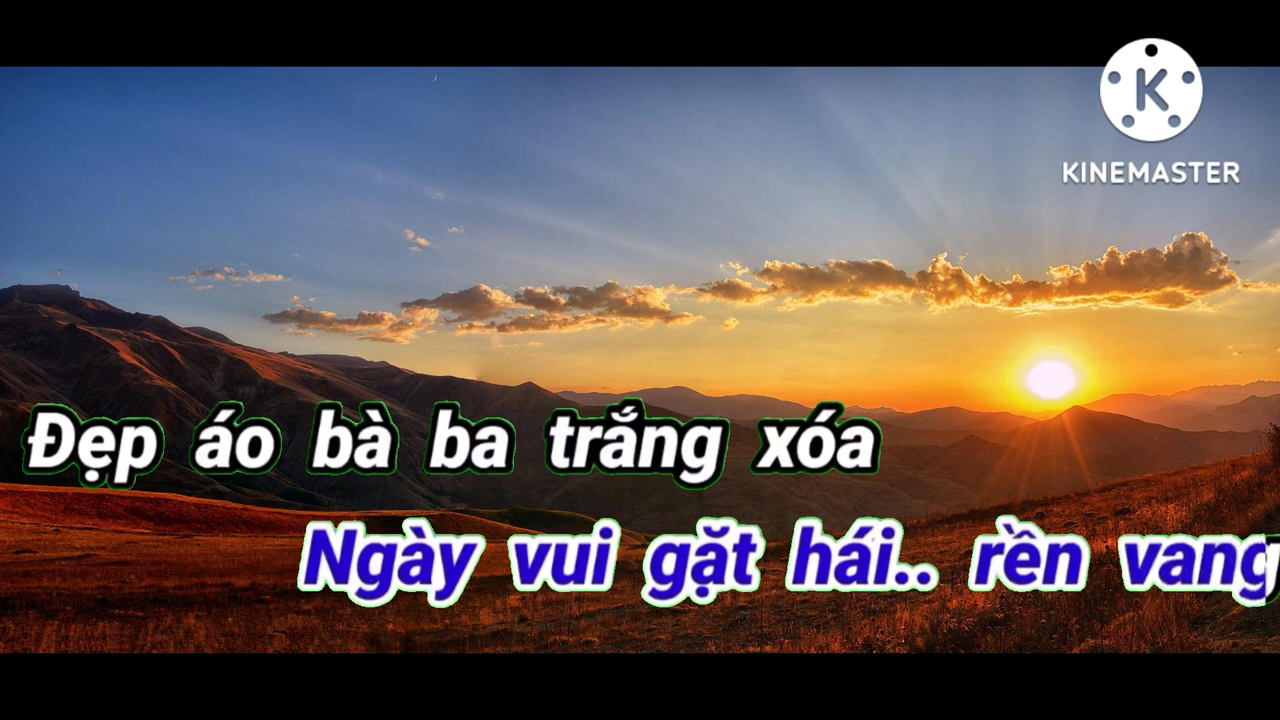 K
KINEMASTER
Đẹp áo bà ba trắng xóa
Ngày vui gặt hái.. rền vang